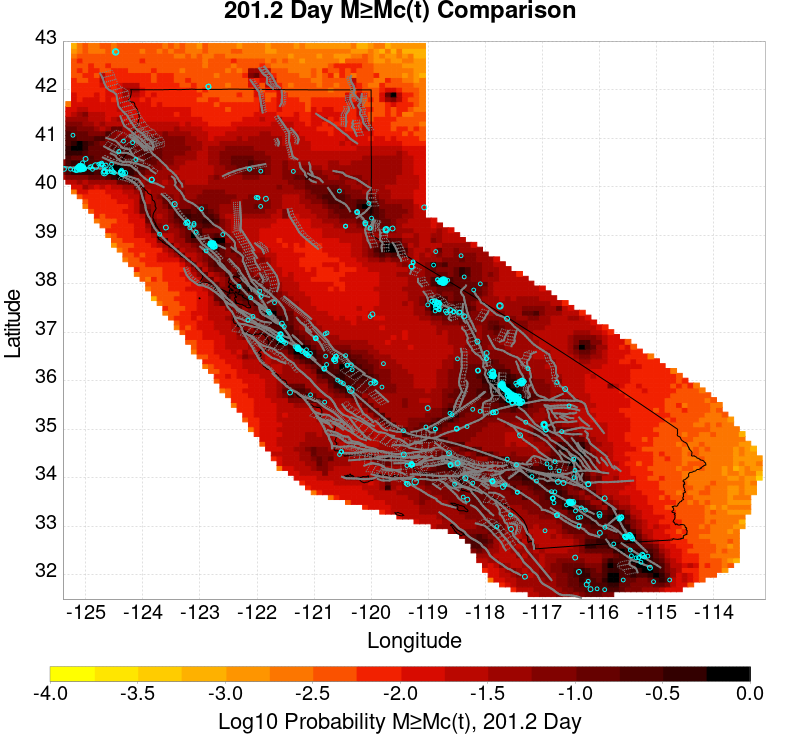 201.2 Day M≥Mc(t) Comparison
43
42
41
40
39
38
37
36
35
34
33
32
Latitude
-125 -124 -123 -122 -121 -120 -119 -118 -117 -116 -115 -114
Longitude
-4.0 -3.5 -3.0 -2.5 -2.0 -1.5 -1.0 -0.5 0.0
Log10 Probability M≥Mc(t), 201.2 Day